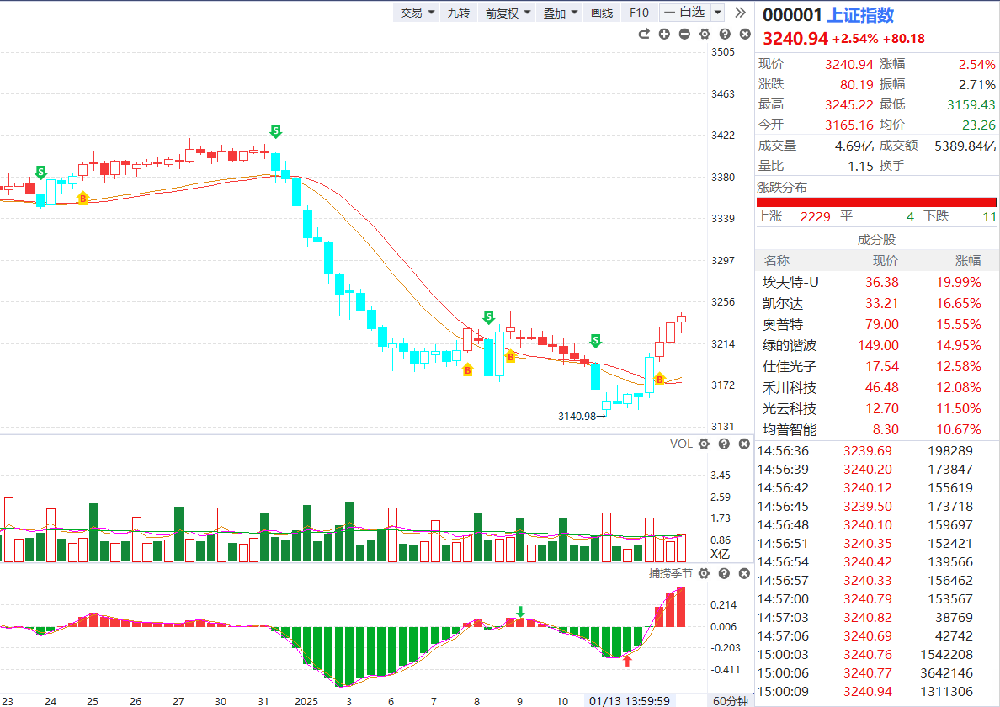 交易 九转 前复权 叠加 画线 F10 一 自选
000001 上证指数
3240.94 +2.54% +80.18
现价 3240.94 涨幅 2.54%
涨跌 80.19 振幅 2.71%
最高 3245.22 最低 3159.43
今开 3165.16 均价 23.26
成交量 4.69亿 成交额 5389.84亿
量比 1.15 换手 -
涨跌分布
上涨 2229 平 4 下跌 11
成分股
名称 现价 涨幅
埃夫特-U 36.38 19.99%
凯尔达 33.21 16.65%
奥普特 79.00 15.55%
绿的谐波 149.00 14.95%
仕佳光子 17.54 12.58%
禾川科技 46.48 12.08%
光云科技 12.70 11.50%
均普智能 8.30 10.67%
14:56:36 3239.69 198289
14:56:39 3240.20 173847
14:56:42 3240.12 155619
14:56:45 3239.50 173718
14:56:48 3240.10 159697
14:56:51 3240.35 152421
14:56:54 3240.42 139566
14:56:57 3240.33 156462
14:57:00 3240.79 153567
14:57:03 3240.82 38769
14:57:06 3240.69 42742
15:00:03 3240.76 1542208
15:00:06 3240.77 3642146
15:00:09 3240.94 1311306
3505
3463
3422
3380
3339
3297
3256
3214
3172
3131
S
S
B
S
B
B
S
B
3140.98→
VOL
3.45
2.59
1.73
0.86
X亿
捕捞季节
0.214
0.006
-0.203
-0.411
23 24 25 26 27 30 31 2025 3 6 7 8 9 10 01/13 13:59:59 60分钟